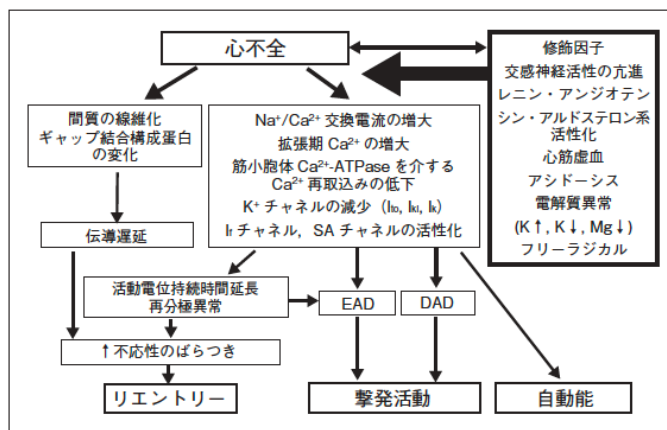 心不全
修飾因子
交感神経活性の亢進
レニン・アンジオテン
シン・アルドステロン系
活性化
心筋虚血
アシドーシス
電解質異常
(K↑, K↓, Mg↓)
フリーラジカル
間質の線維化
ギャップ結合構成蛋白
の変化
Na⁺/Ca²⁺ 交換電流の増大
拡張期 Ca²⁺ の増大
筋小胞体 Ca²⁺-ATPase を介する
Ca²⁺ 再取込みの低下
K⁺ チャネルの減少 (Ito, IKI, IK)
If チャネル, SA チャネルの活性化
伝導遅延
活動電位持続時間延長
再分極異常
EAD
DAD
↑不応性のばらつき
リエントリー
撃発活動
自動能